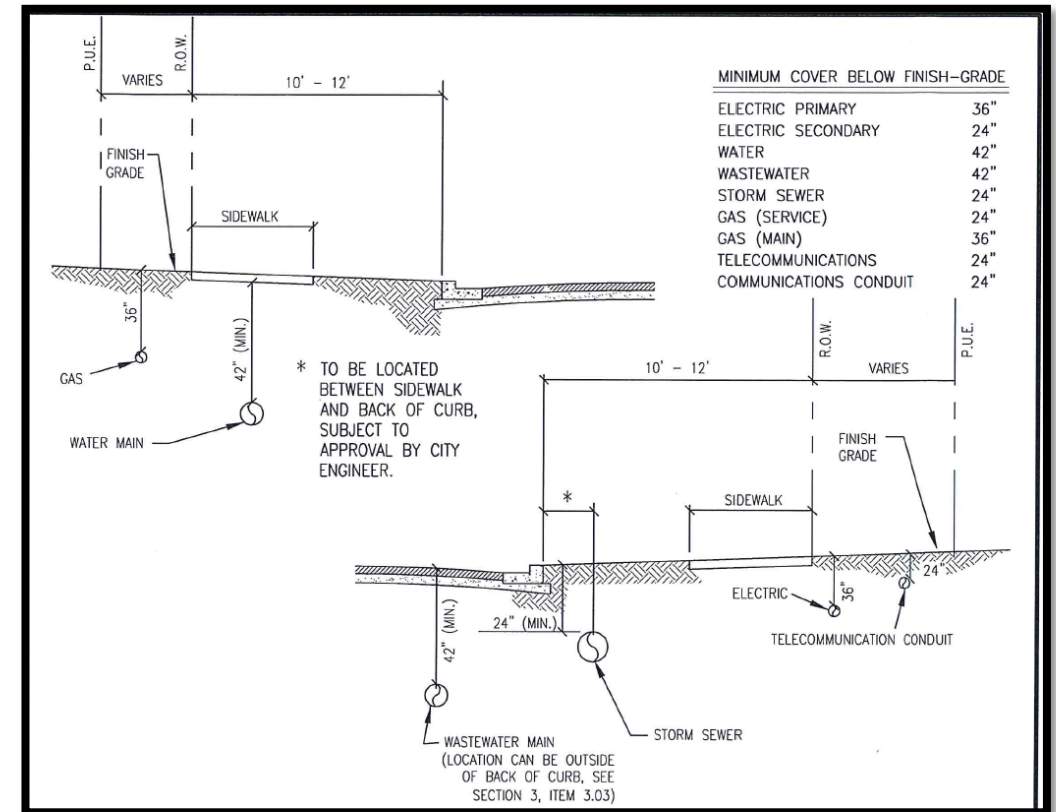 P.U.E.
VARIES
R.O.W.
10' - 12'
MINIMUM COVER BELOW FINISH-GRADE
ELECTRIC PRIMARY 36"
ELECTRIC SECONDARY 24"
WATER 42"
WASTEWATER 42"
STORM SEWER 24"
GAS (SERVICE) 24"
GAS (MAIN) 36"
TELECOMMUNICATIONS 24"
COMMUNICATIONS CONDUIT 24"
FINISH
GRADE
SIDEWALK
36"
GAS
42" (MIN.)
WATER MAIN
* TO BE LOCATED
BETWEEN SIDEWALK
AND BACK OF CURB,
SUBJECT TO
APPROVAL BY CITY
ENGINEER.
10' - 12'
R.O.W.
VARIES
P.U.E.
FINISH
GRADE
*
SIDEWALK
24" (MIN.)
42" (MIN.)
ELECTRIC
36"
24"
TELECOMMUNICATION CONDUIT
STORM SEWER
WASTEWATER MAIN
(LOCATION CAN BE OUTSIDE
OF BACK OF CURB, SEE
SECTION 3, ITEM 3.03)